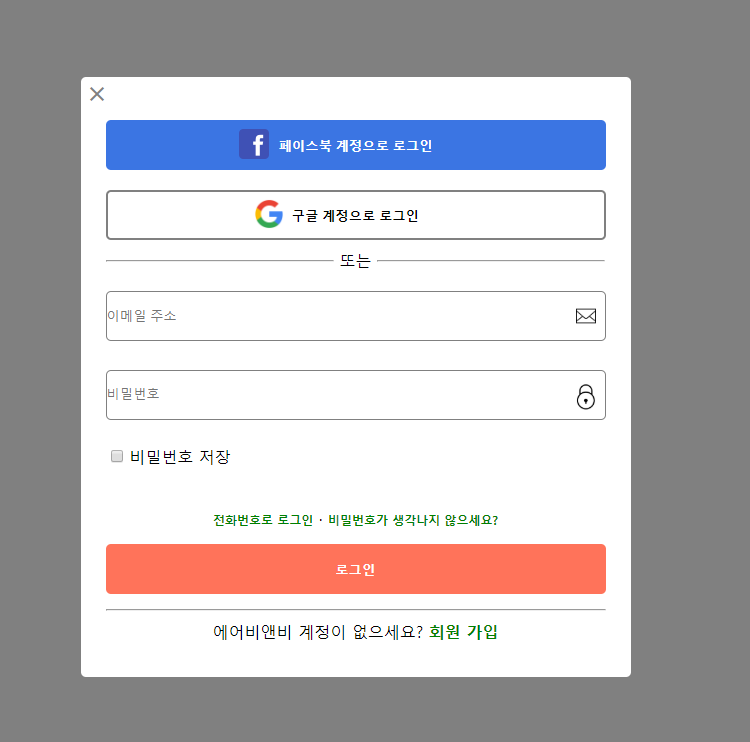 페이스북 계정으로 로그인
구글 계정으로 로그인
또는
이메일 주소
비밀번호
비밀번호 저장
전화번호로 로그인 · 비밀번호가 생각나지 않으세요?
로그인
에어비앤비 계정이 없으세요? 회원 가입